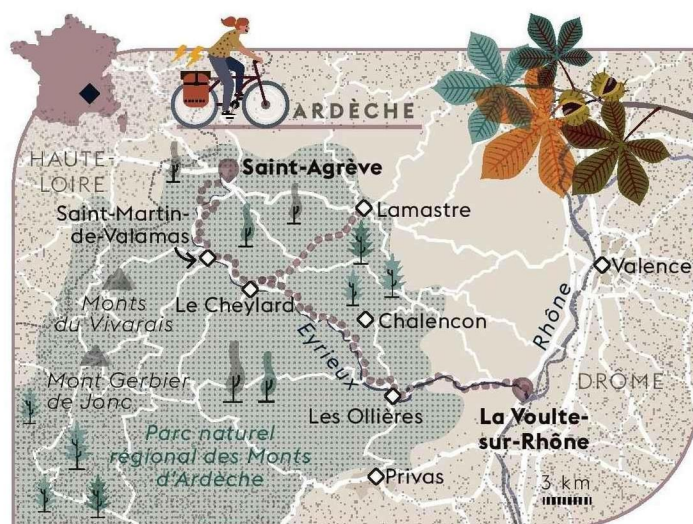 ARDÈCHE
HAUTE-
LOIRE
Saint-Agrève
Saint-Martin-
de-Valamas
Lamastre
Valence
Le Cheylard
Monts
du Vivarais
Eyrieux
Chalencon
Rhône
Mont Gerbier
de Jonc
DRÔME
Les Ollières
La Voulte-
sur-Rhône
Parc naturel
régional des Monts
d'Ardèche
Privas
3 km